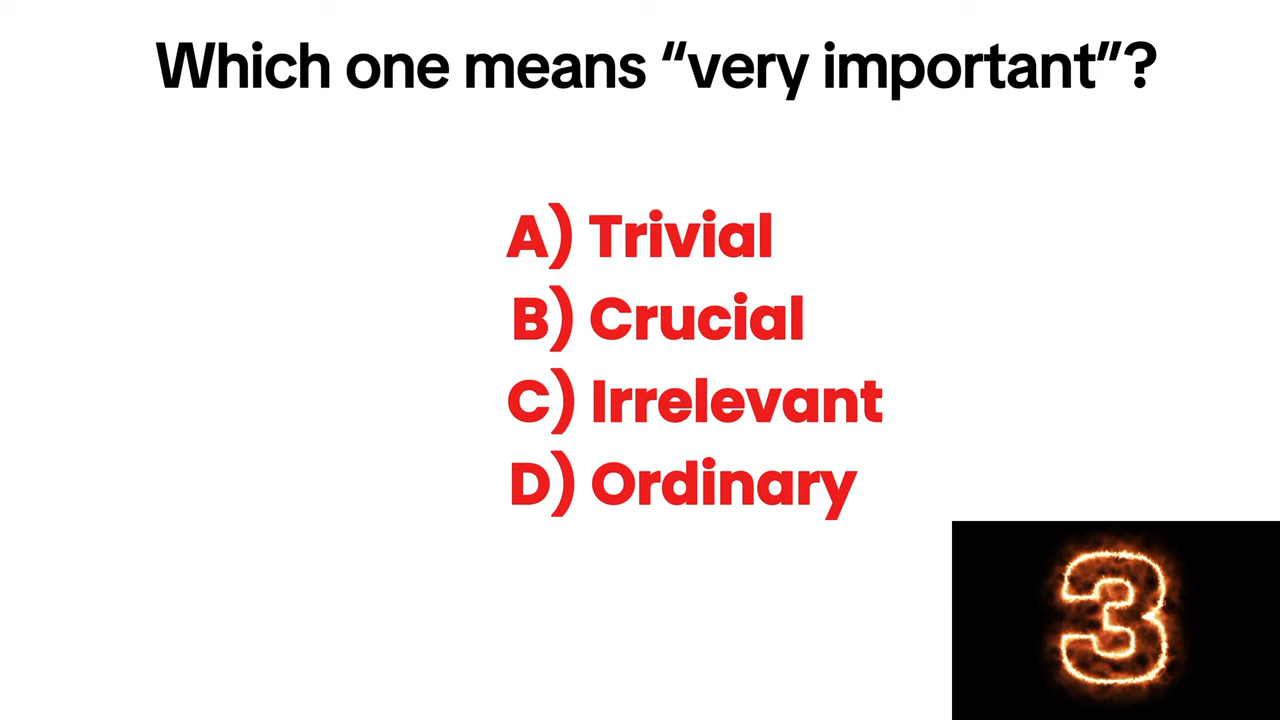 Which one means “very important”?
A) Trivial
B) Crucial
C) Irrelevant
D) Ordinary
3